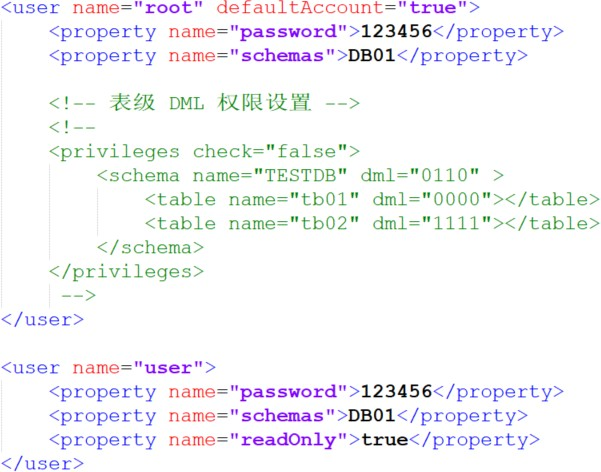 <user name="root" defaultAccount="true">
<property name="password">123456</property>
<property name="schemas">DB01</property>
<!-- 表级 DML 权限设置 -->
<!--
<privileges check="false">
<schema name="TESTDB" dml="0110" >
<table name="tb01" dml="0000"></table>
<table name="tb02" dml="1111"></table>
</schema>
</privileges>
-->
</user>
<user name="user">
<property name="password">123456</property>
<property name="schemas">DB01</property>
<property name="readOnly">true</property>
</user>